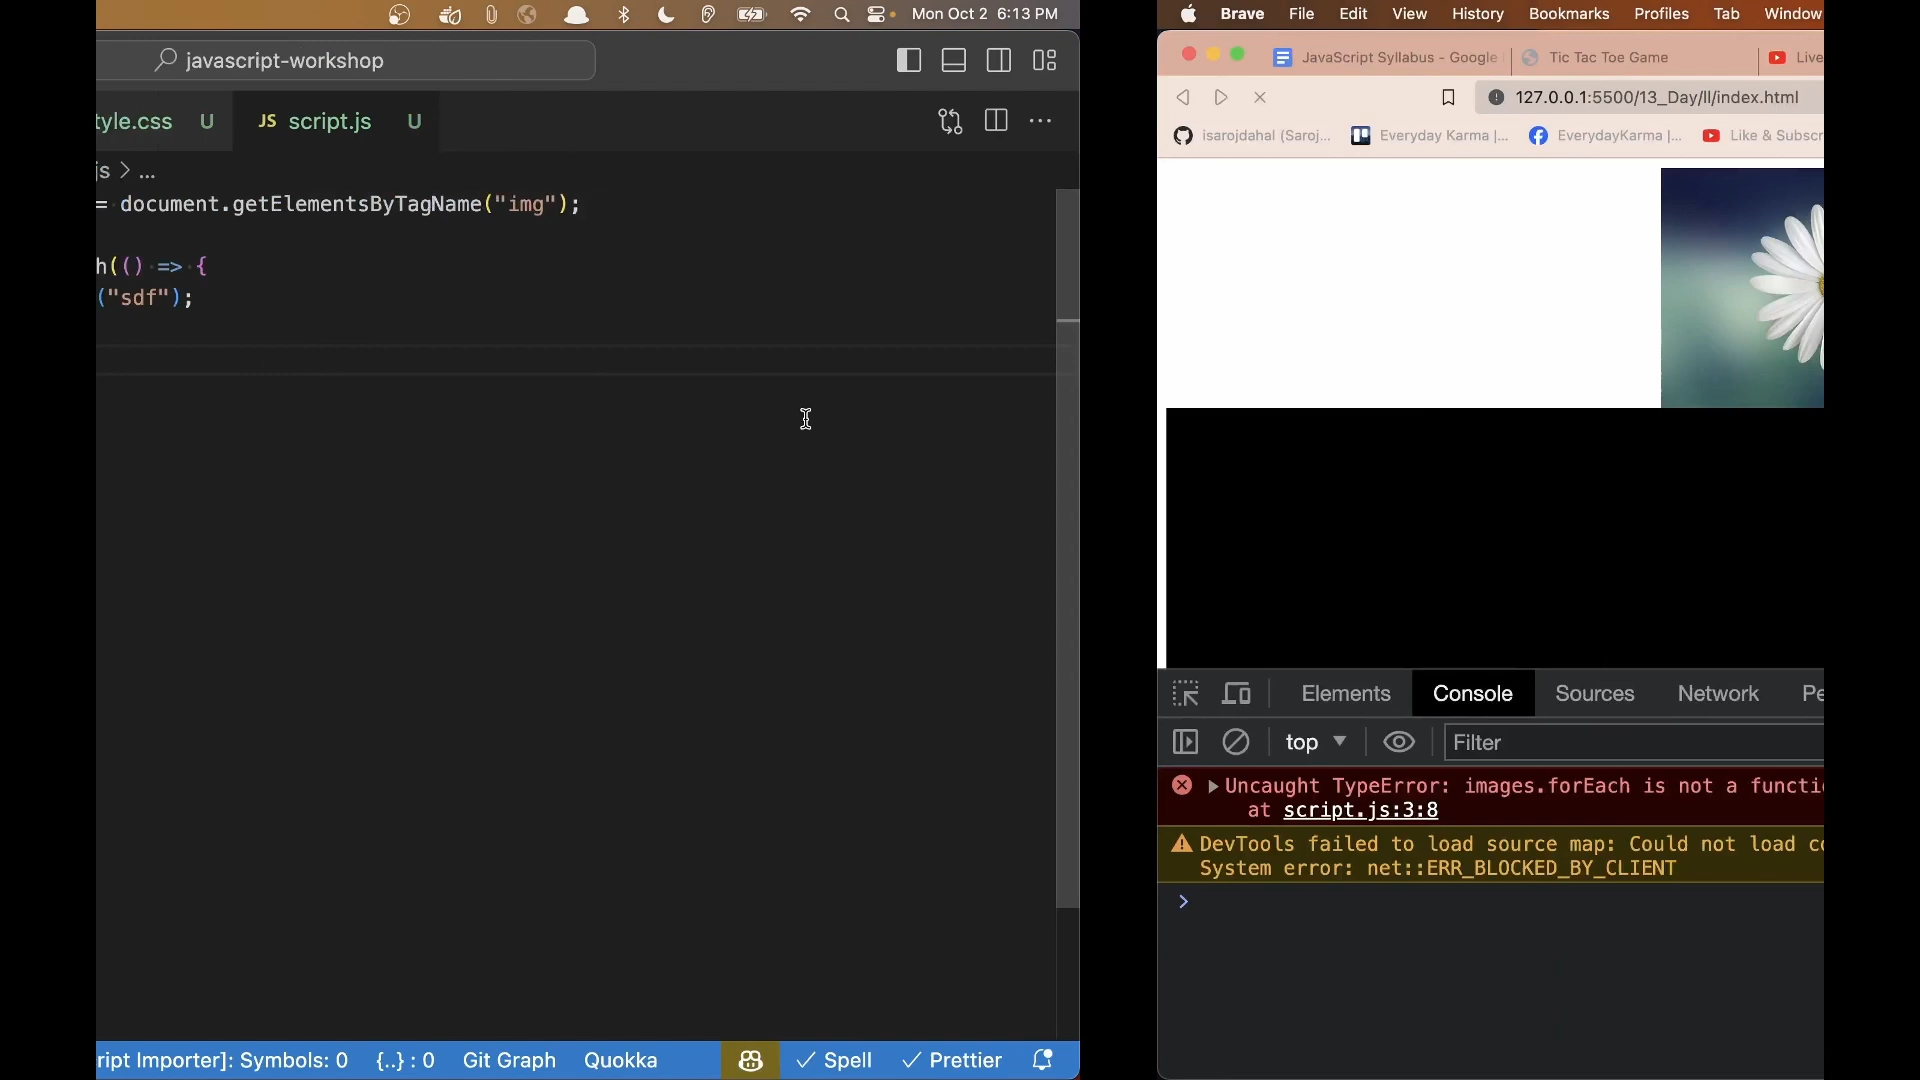 Mon Oct 2 6:13 PM
javascript-workshop
tyle.css U JS script.js U
js > ...
= document.getElementsByTagName("img");
h(() => {
("sdf");
ript Importer]: Symbols: 0 {..} : 0 Git Graph Quokka Spell Prettier
Brave File Edit View History Bookmarks Profiles Tab Window
JavaScript Syllabus - Google Tic Tac Toe Game Live
127.0.0.1:5500/13_Day/ll/index.html
isarojdahal (Saroj... Everyday Karma |... EverydayKarma |... Like & Subscr
Elements Console Sources Network Pe
top Filter
Uncaught TypeError: images.forEach is not a functi
at script.js:3:8
DevTools failed to load source map: Could not load co
System error: net::ERR_BLOCKED_BY_CLIENT
>